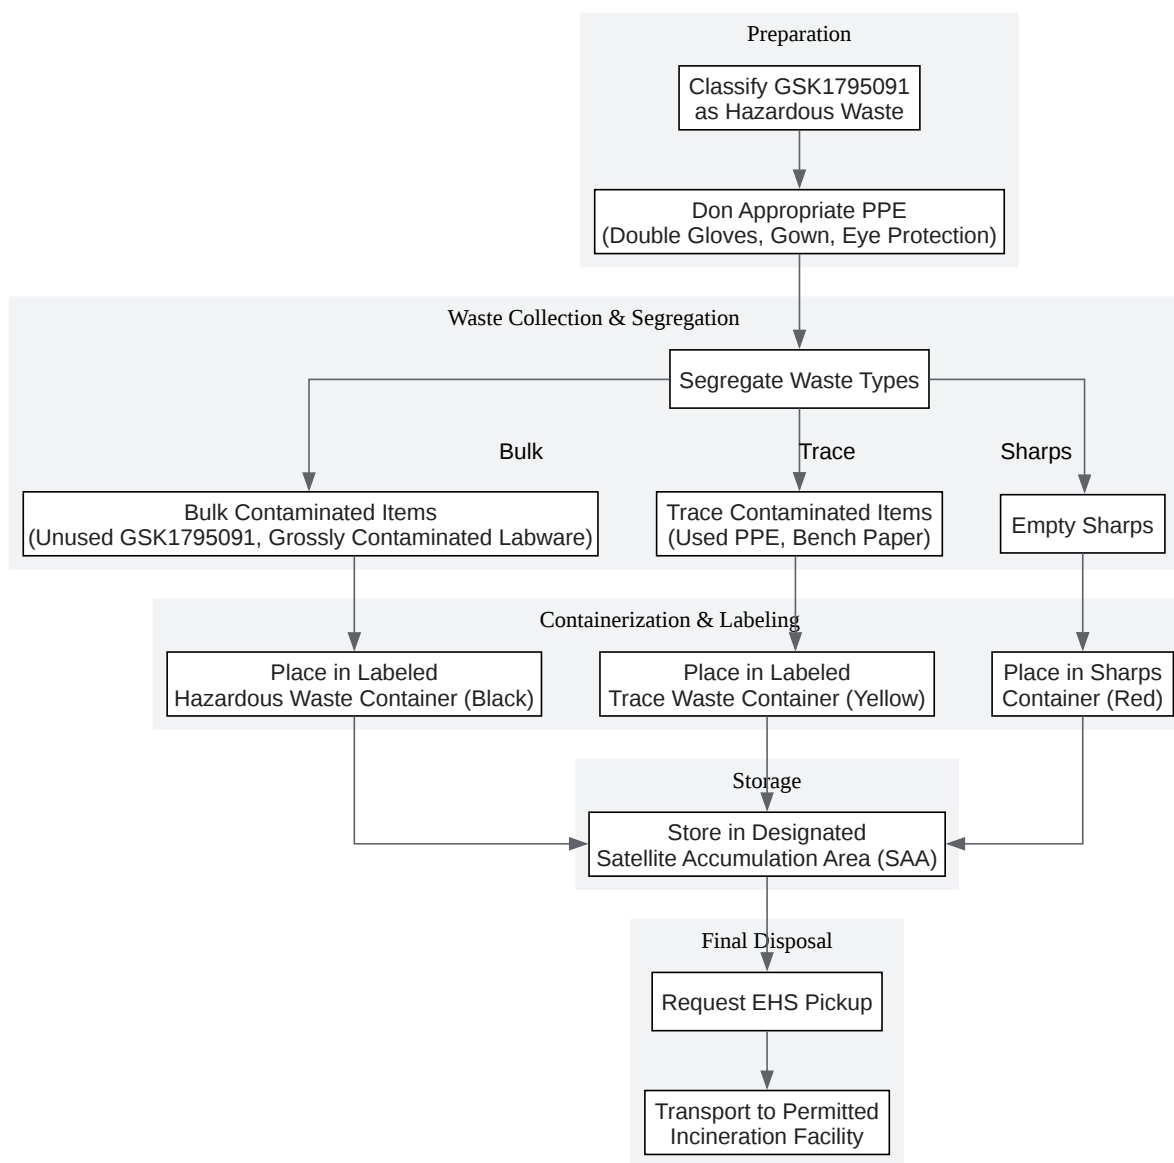 Preparation
Classify GSK1795091
as Hazardous Waste
Don Appropriate PPE
(Double Gloves, Gown, Eye Protection)
Waste Collection & Segregation
Segregate Waste Types
Bulk
Trace
Sharps
Bulk Contaminated Items
(Unused GSK1795091, Grossly Contaminated Labware)
Trace Contaminated Items
(Used PPE, Bench Paper)
Empty Sharps
Containerization & Labeling
Place in Labeled
Hazardous Waste Container (Black)
Place in Labeled
Trace Waste Container (Yellow)
Place in Sharps
Container (Red)
Storage
Store in Designated
Satellite Accumulation Area (SAA)
Final Disposal
Request EHS Pickup
Transport to Permitted
Incineration Facility